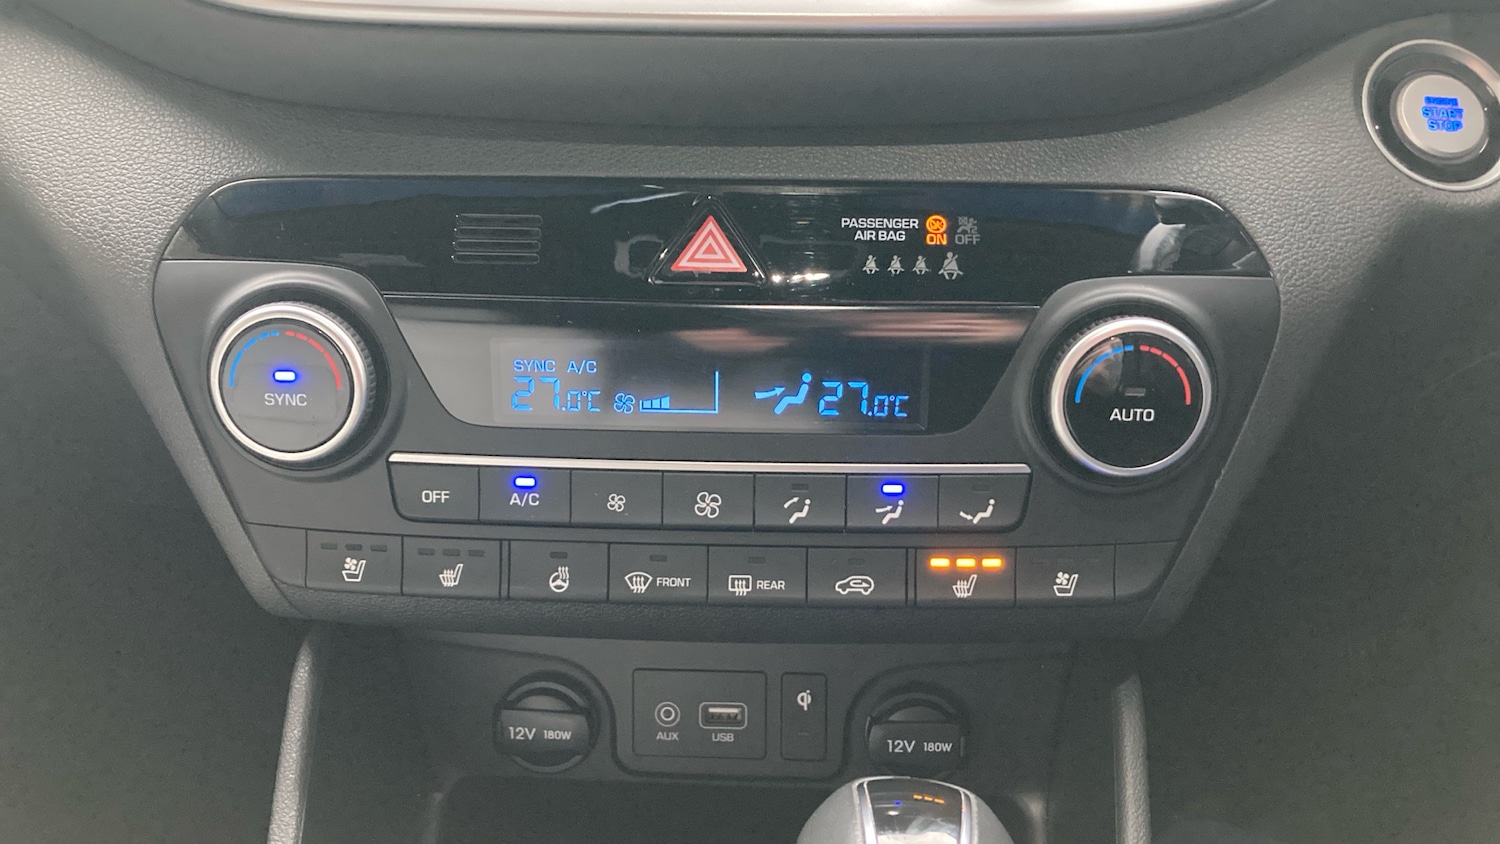 ENGINE
START
STOP
PASSENGER
AIR BAG
ON OFF
SYNC A/C
27.0°C 27.0°C
SYNC
AUTO
OFF A/C
FRONT REAR
12V 180W
AUX USB
12V 180W